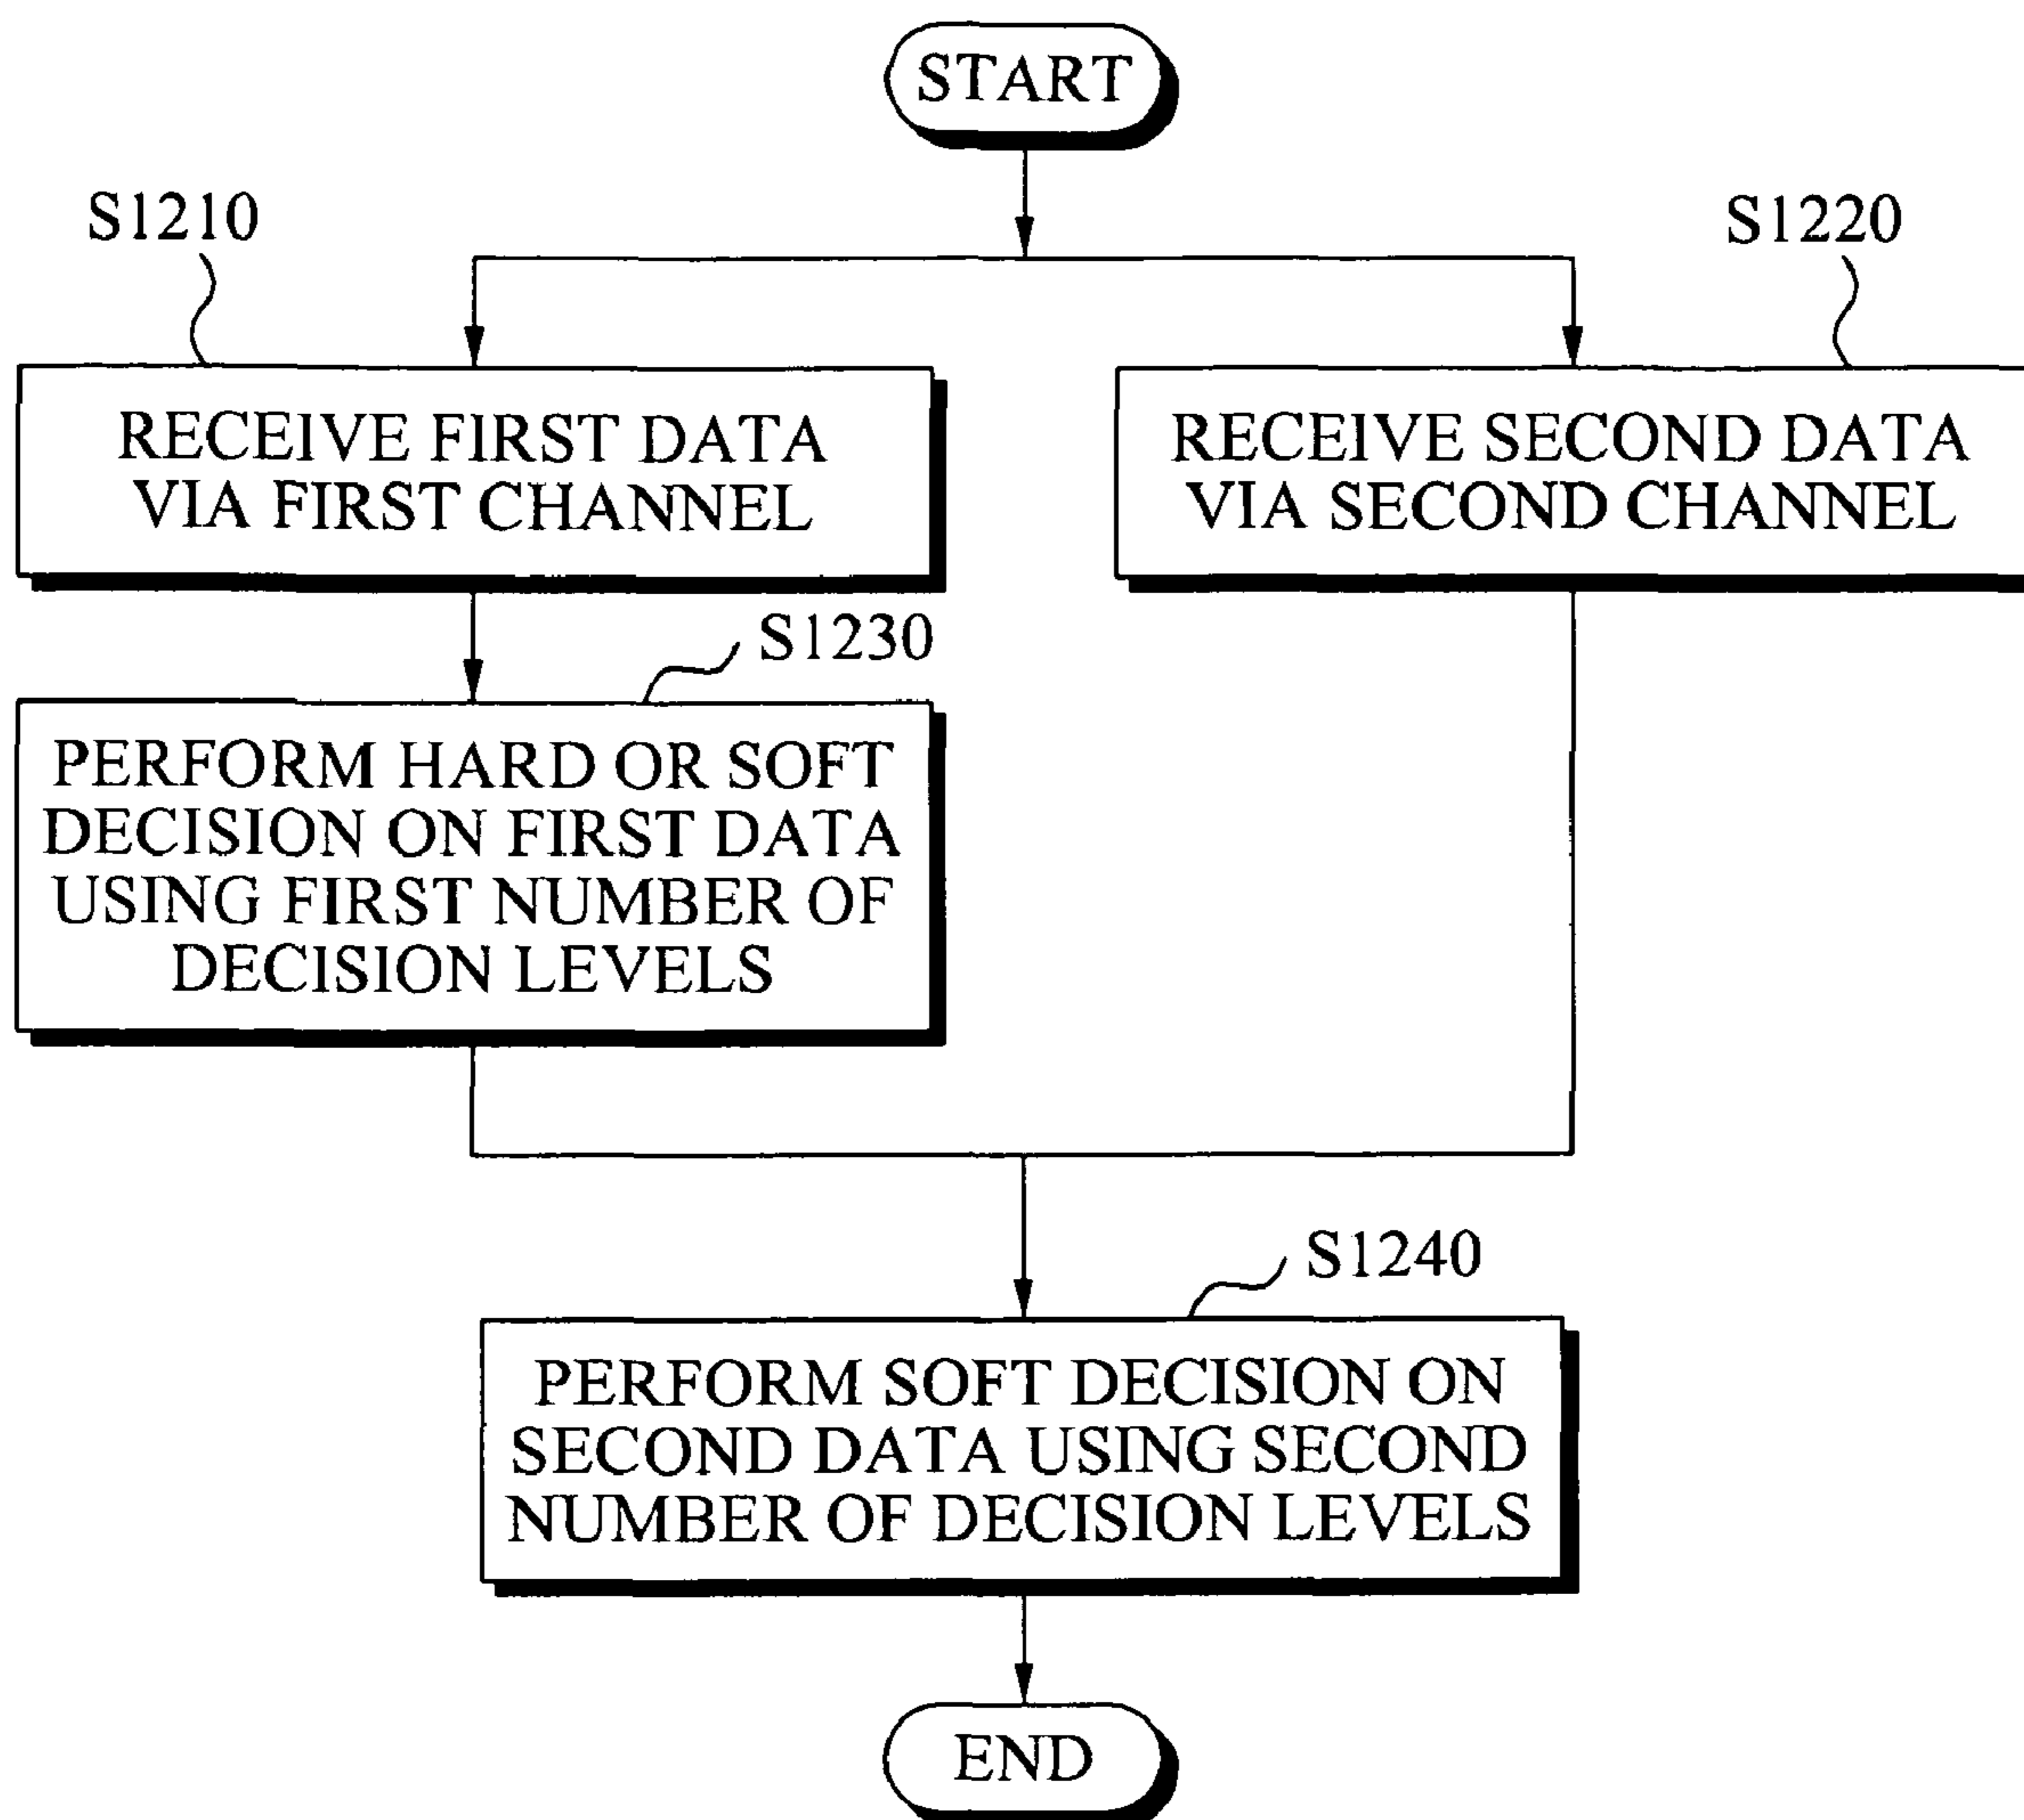 START
S1210
S1220
RECEIVE FIRST DATA
VIA FIRST CHANNEL
RECEIVE SECOND DATA
VIA SECOND CHANNEL
S1230
PERFORM HARD OR SOFT
DECISION ON FIRST DATA
USING FIRST NUMBER OF
DECISION LEVELS
S1240
PERFORM SOFT DECISION ON
SECOND DATA USING SECOND
NUMBER OF DECISION LEVELS
END